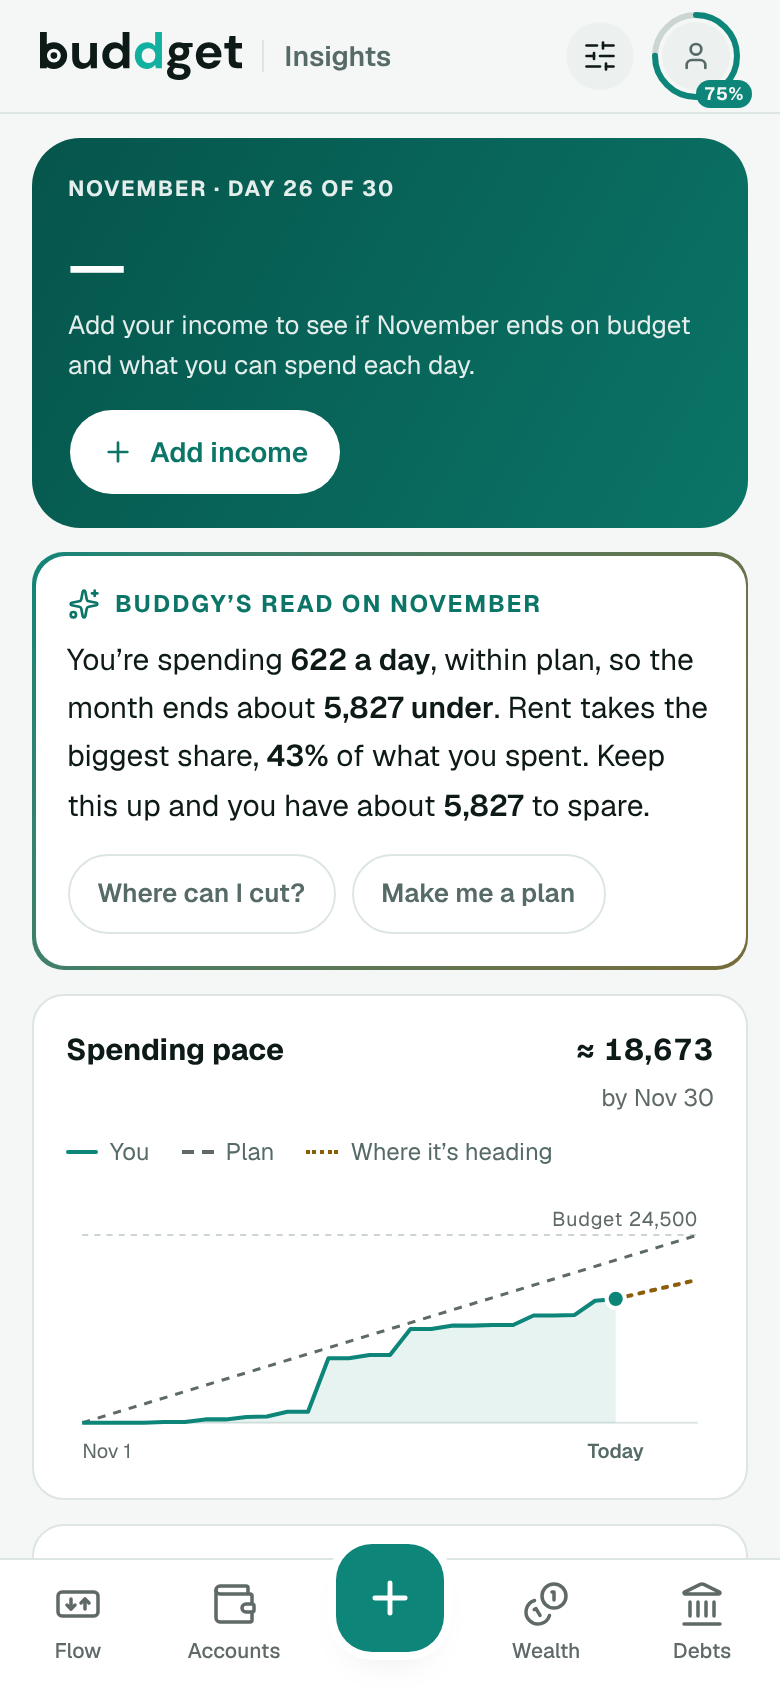 buddget
Insights
75%
NOVEMBER · DAY 26 OF 30
—
Add your income to see if November ends on budget
and what you can spend each day.
+ Add income
BUDDGY’S READ ON NOVEMBER
You’re spending 622 a day, within plan, so the
month ends about 5,827 under. Rent takes the
biggest share, 43% of what you spent. Keep
this up and you have about 5,827 to spare.
Where can I cut?
Make me a plan
Spending pace
≈ 18,673
by Nov 30
You
Plan
Where it’s heading
Budget 24,500
Nov 1
Today
Flow
Accounts
Wealth
Debts